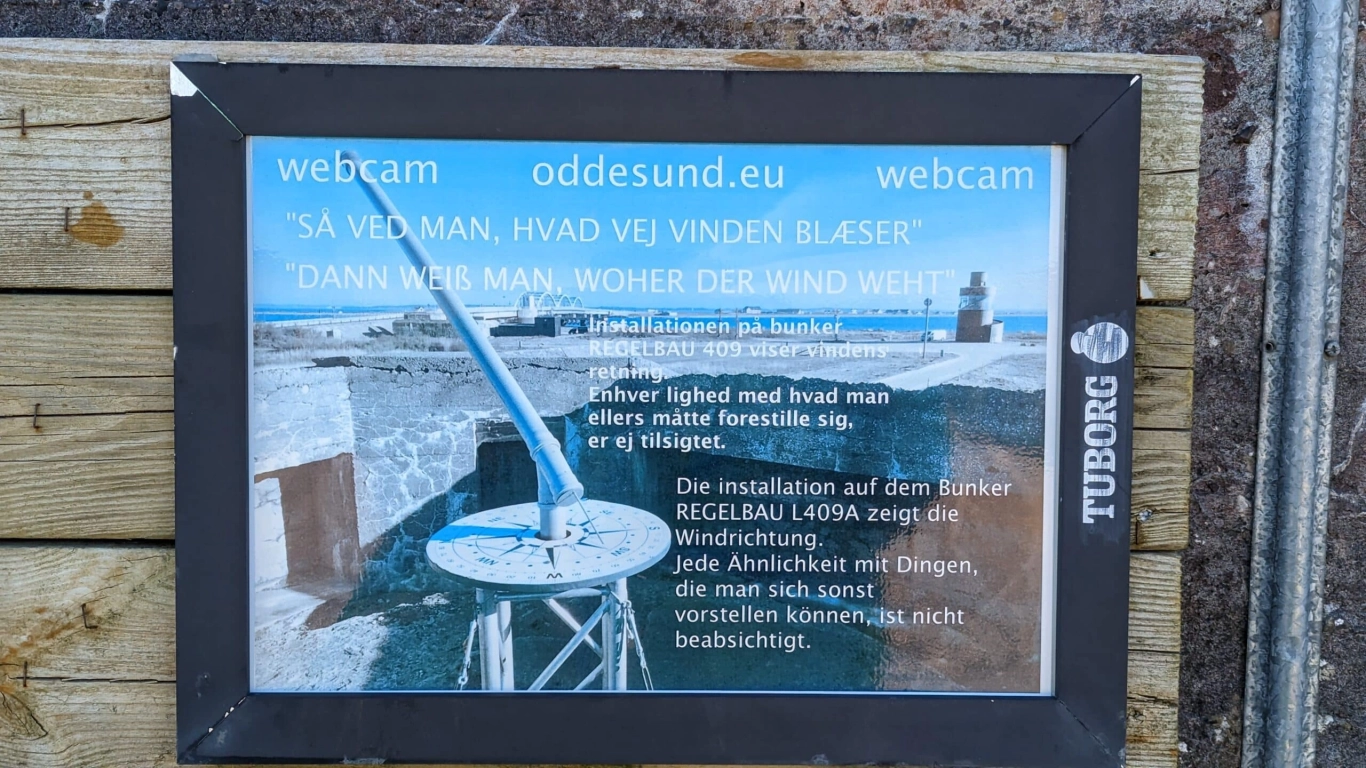 webcam oddesund.eu webcam
"SÅ VED MAN, HVAD VEJ VINDEN BLÆSER"
"DANN WEIß MAN, WOHER DER WIND WEHT"
Installationen på bunker
REGELBAU 409 viser vindens
retning.
Enhver lighed med hvad man
ellers måtte forestille sig,
er ej tilsigtet.
Die installation auf dem Bunker
REGELBAU L409A zeigt die
Windrichtung.
Jede Ähnlichkeit mit Dingen,
die man sich sonst
vorstellen können, ist nicht
beabsichtigt.
TUBORG